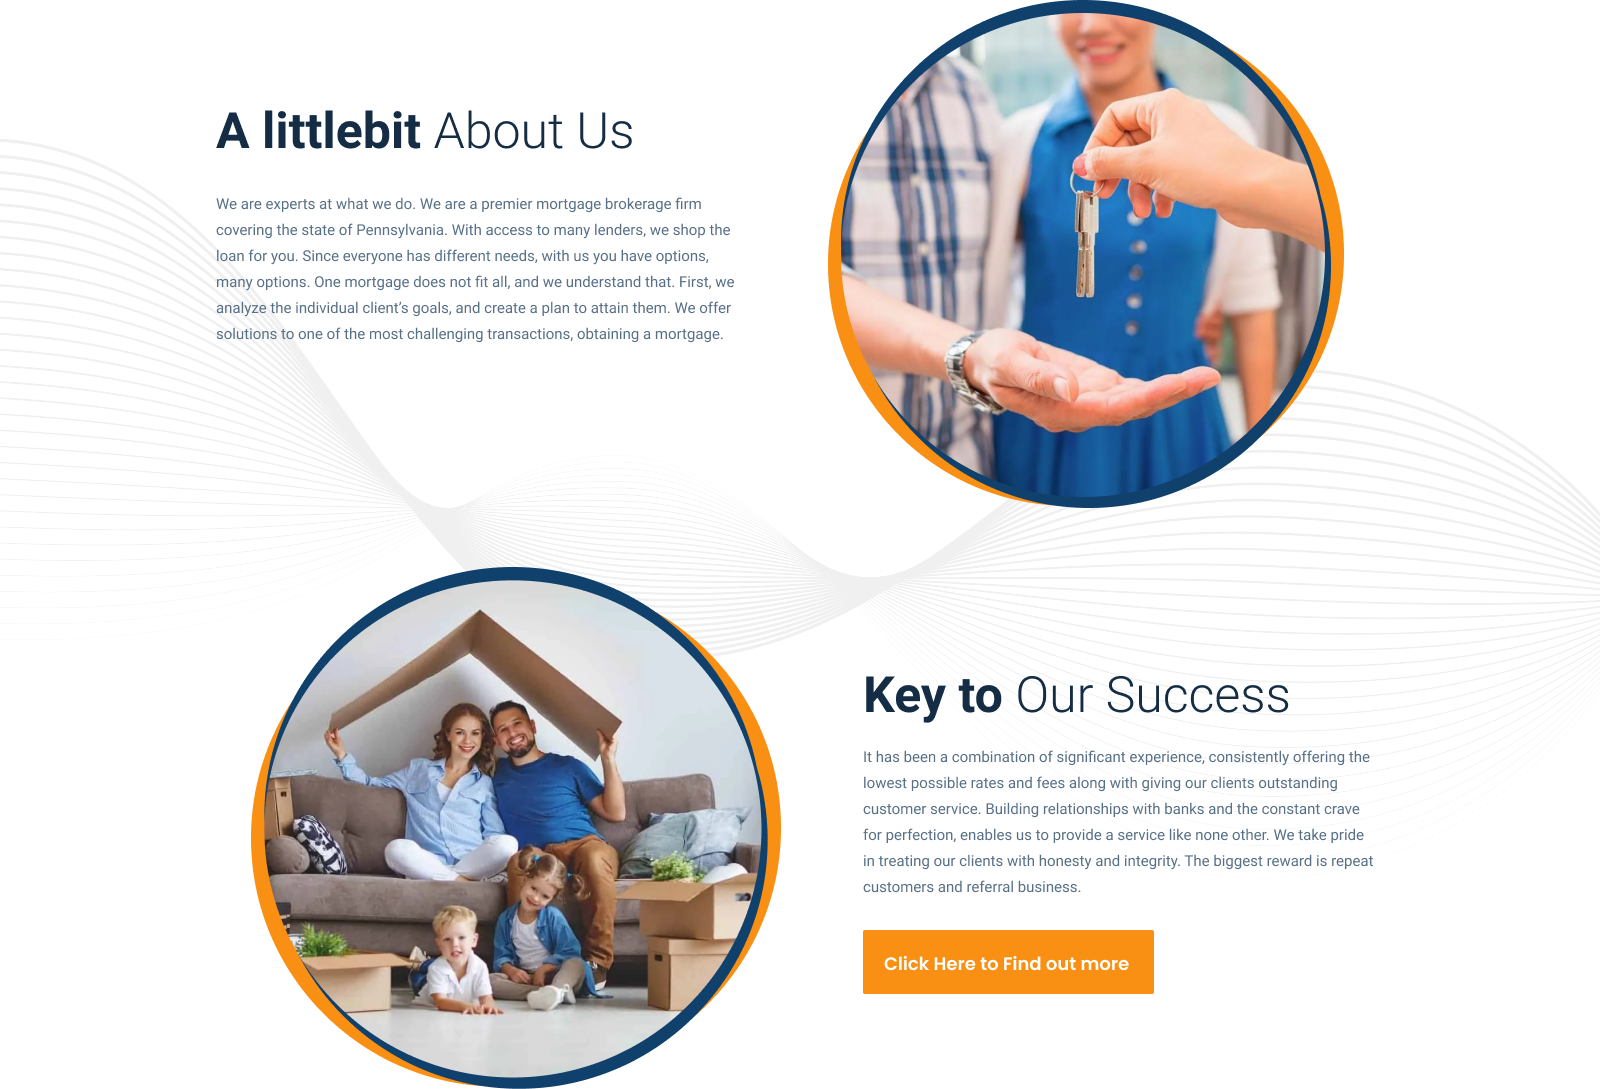 A littlebit About Us
We are experts at what we do. We are a premier mortgage brokerage firm
covering the state of Pennsylvania. With access to many lenders, we shop the
loan for you. Since everyone has different needs, with us you have options,
many options. One mortgage does not fit all, and we understand that. First, we
analyze the individual client’s goals, and create a plan to attain them. We offer
solutions to one of the most challenging transactions, obtaining a mortgage.
Key to Our Success
It has been a combination of significant experience, consistently offering the
lowest possible rates and fees along with giving our clients outstanding
customer service. Building relationships with banks and the constant crave
for perfection, enables us to provide a service like none other. We take pride
in treating our clients with honesty and integrity. The biggest reward is repeat
customers and referral business.
Click Here to Find out more